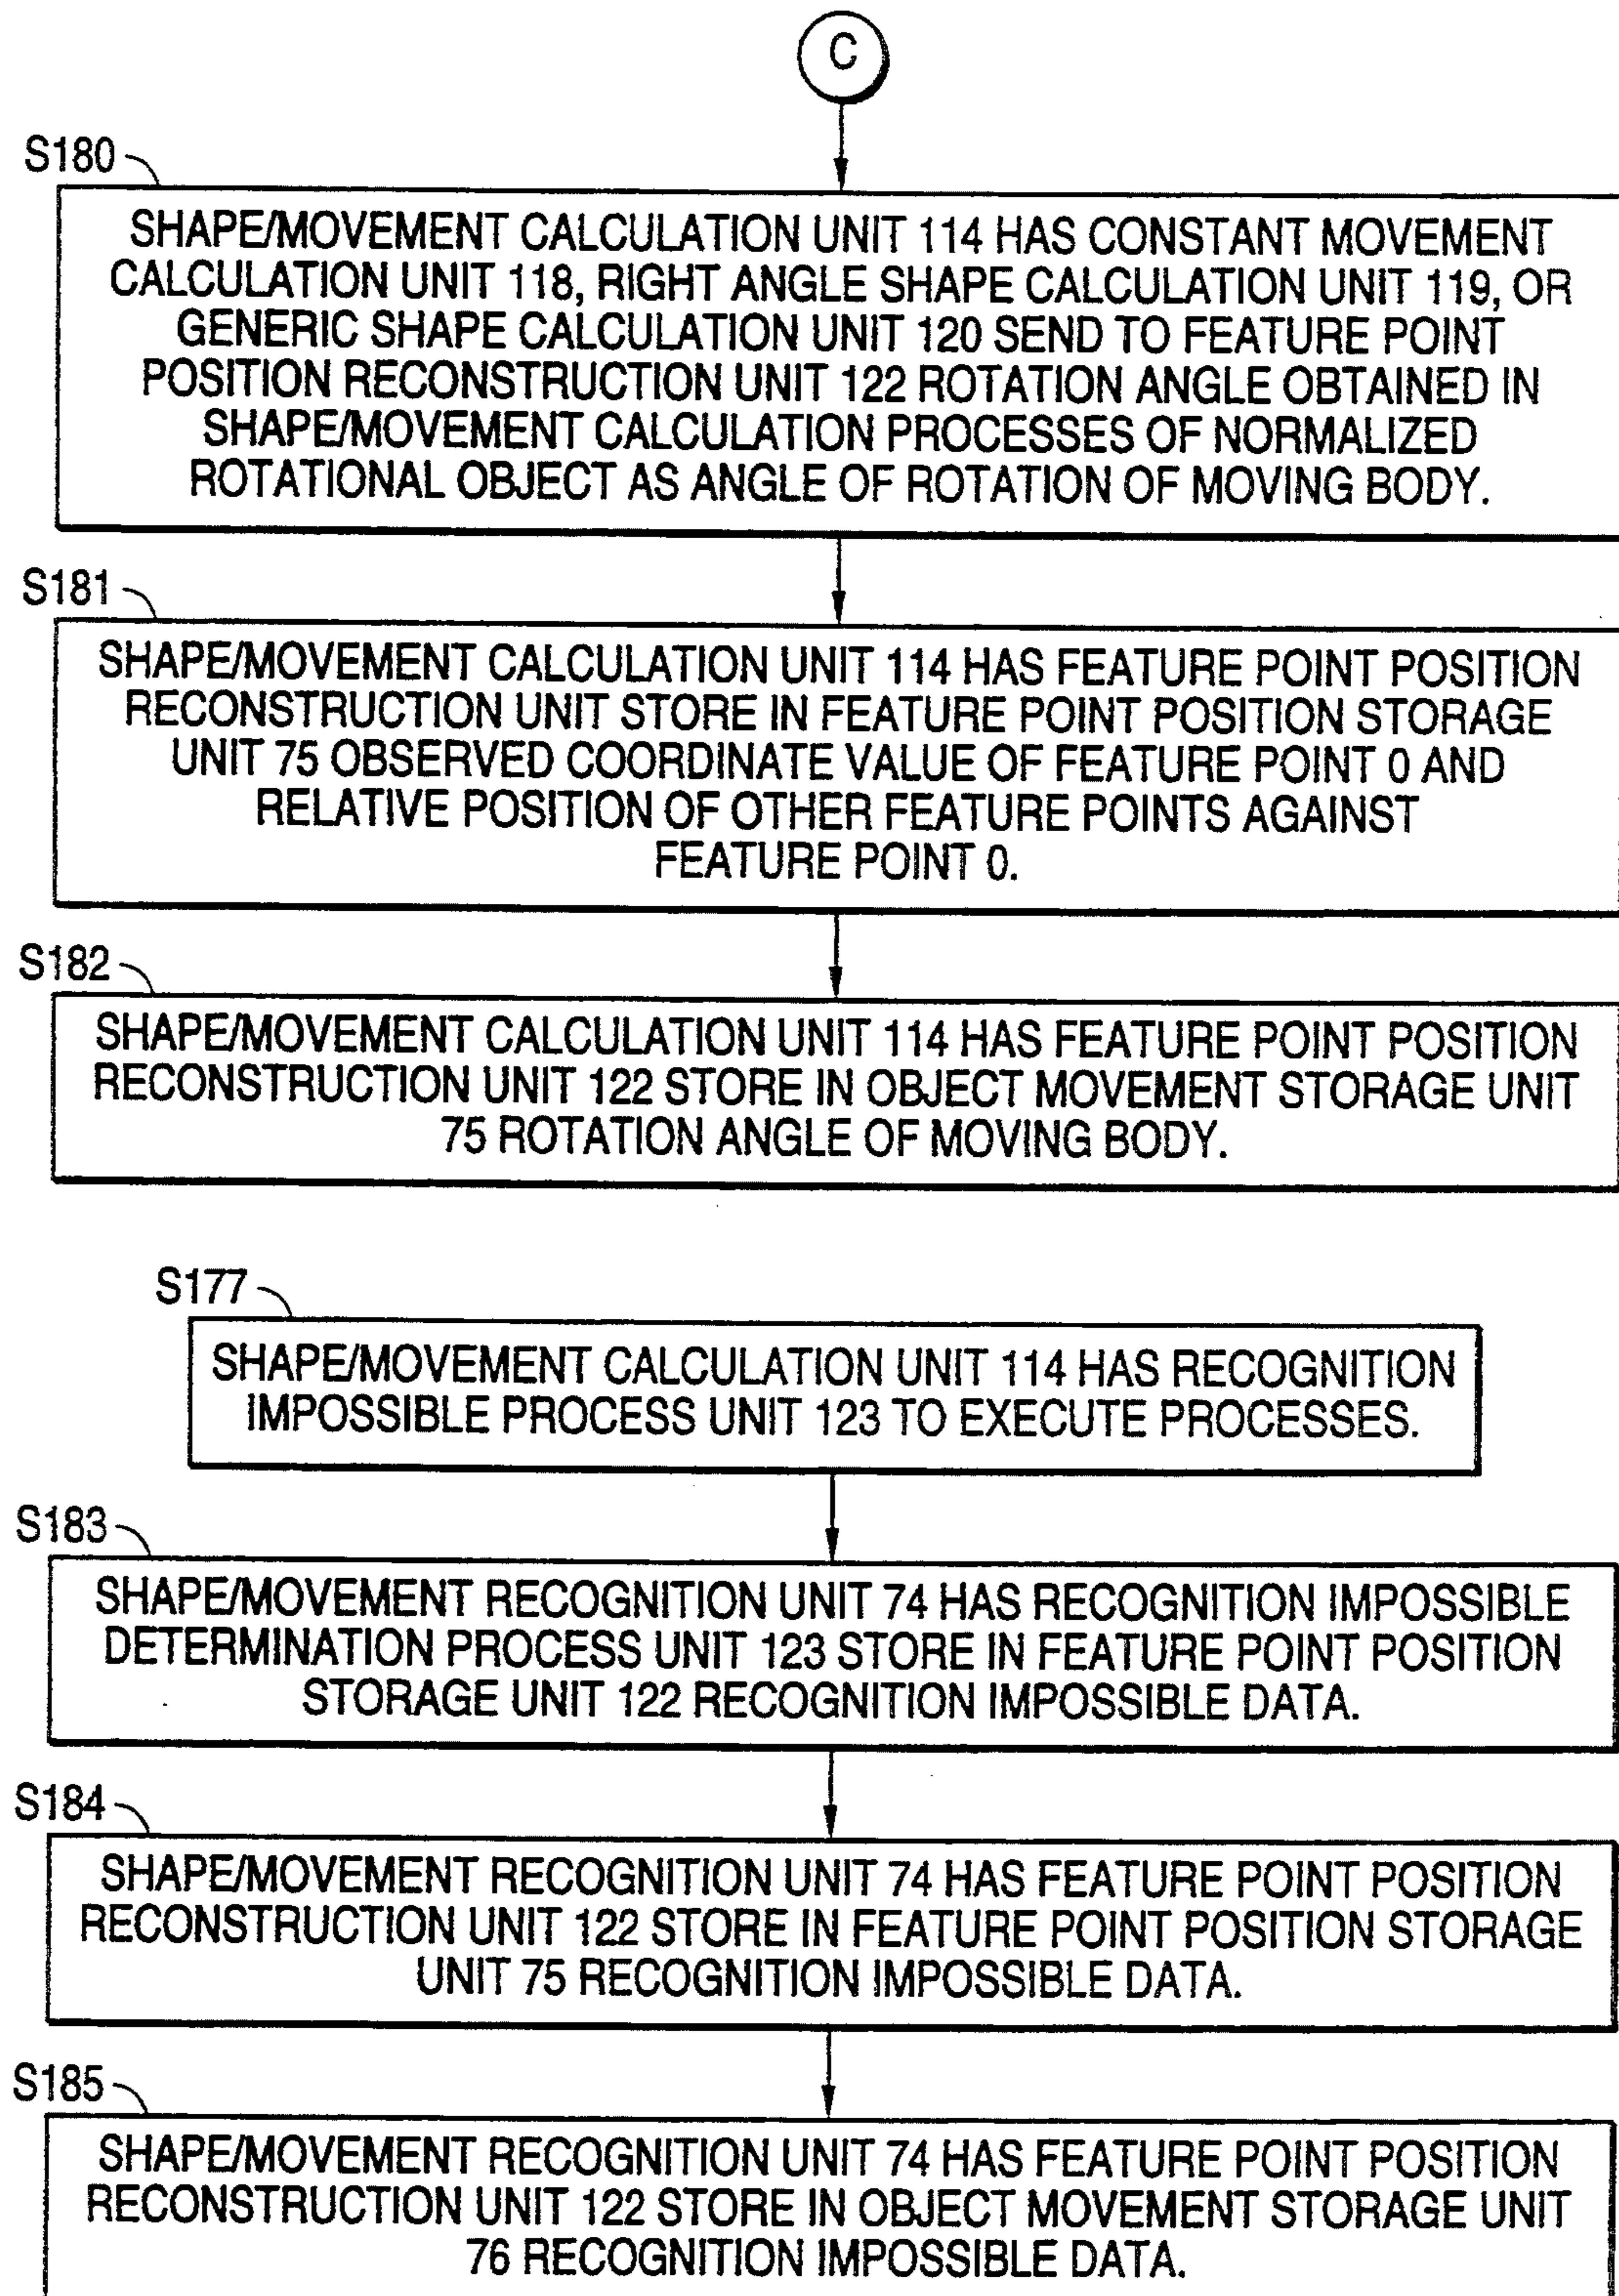 C
S180
SHAPE/MOVEMENT CALCULATION UNIT 114 HAS CONSTANT MOVEMENT
CALCULATION UNIT 118, RIGHT ANGLE SHAPE CALCULATION UNIT 119, OR
GENERIC SHAPE CALCULATION UNIT 120 SEND TO FEATURE POINT
POSITION RECONSTRUCTION UNIT 122 ROTATION ANGLE OBTAINED IN
SHAPE/MOVEMENT CALCULATION PROCESSES OF NORMALIZED
ROTATIONAL OBJECT AS ANGLE OF ROTATION OF MOVING BODY.
S181
SHAPE/MOVEMENT CALCULATION UNIT 114 HAS FEATURE POINT POSITION
RECONSTRUCTION UNIT STORE IN FEATURE POINT POSITION STORAGE
UNIT 75 OBSERVED COORDINATE VALUE OF FEATURE POINT 0 AND
RELATIVE POSITION OF OTHER FEATURE POINTS AGAINST
FEATURE POINT 0.
S182
SHAPE/MOVEMENT CALCULATION UNIT 114 HAS FEATURE POINT POSITION
RECONSTRUCTION UNIT 122 STORE IN OBJECT MOVEMENT STORAGE UNIT
75 ROTATION ANGLE OF MOVING BODY.
S177
SHAPE/MOVEMENT CALCULATION UNIT 114 HAS RECOGNITION
IMPOSSIBLE PROCESS UNIT 123 TO EXECUTE PROCESSES.
S183
SHAPE/MOVEMENT RECOGNITION UNIT 74 HAS RECOGNITION IMPOSSIBLE
DETERMINATION PROCESS UNIT 123 STORE IN FEATURE POINT POSITION
STORAGE UNIT 122 RECOGNITION IMPOSSIBLE DATA.
S184
SHAPE/MOVEMENT RECOGNITION UNIT 74 HAS FEATURE POINT POSITION
RECONSTRUCTION UNIT 122 STORE IN FEATURE POINT POSITION STORAGE
UNIT 75 RECOGNITION IMPOSSIBLE DATA.
S185
SHAPE/MOVEMENT RECOGNITION UNIT 74 HAS FEATURE POINT POSITION
RECONSTRUCTION UNIT 122 STORE IN OBJECT MOVEMENT STORAGE UNIT
76 RECOGNITION IMPOSSIBLE DATA.